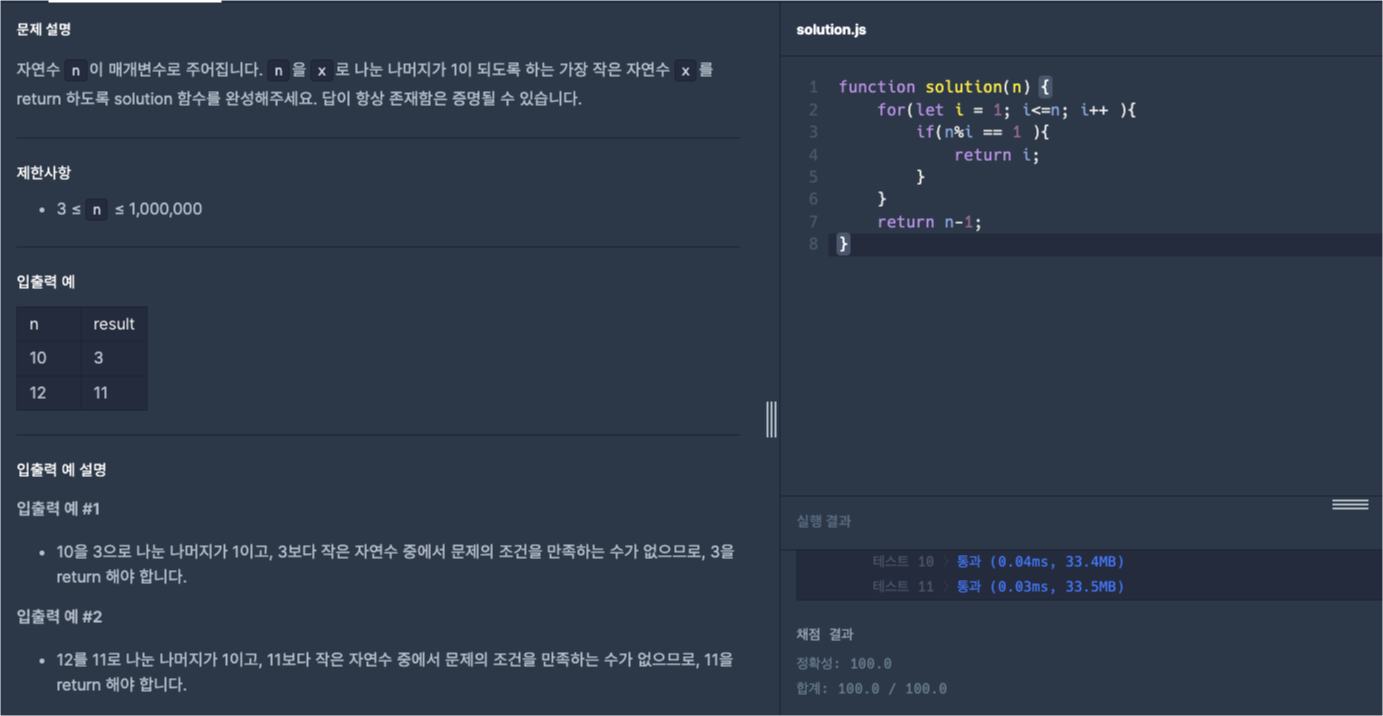 문제 설명
자연수 n이 매개변수로 주어집니다. n을 x로 나눈 나머지가 1이 되도록 하는 가장 작은 자연수 x를
return 하도록 solution 함수를 완성해주세요. 답이 항상 존재함은 증명될 수 있습니다.
제한사항
• 3 ≤ n ≤ 1,000,000
입출력 예
n result
10 3
12 11
입출력 예 설명
입출력 예 #1
• 10을 3으로 나눈 나머지가 1이고, 3보다 작은 자연수 중에서 문제의 조건을 만족하는 수가 없으므로, 3을
return 해야 합니다.
입출력 예 #2
• 12를 11로 나눈 나머지가 1이고, 11보다 작은 자연수 중에서 문제의 조건을 만족하는 수가 없으므로, 11을
return 해야 합니다.
solution.js
1 function solution(n) {
2     for(let i = 1; i<=n; i++ ){
3         if(n%i == 1 ){
4             return i;
5         }
6     }
7     return n-1;
8 }
실행 결과
테스트 10 〉 통과 (0.04ms, 33.4MB)
테스트 11 〉 통과 (0.03ms, 33.5MB)
채점 결과
정확성: 100.0
합계: 100.0 / 100.0